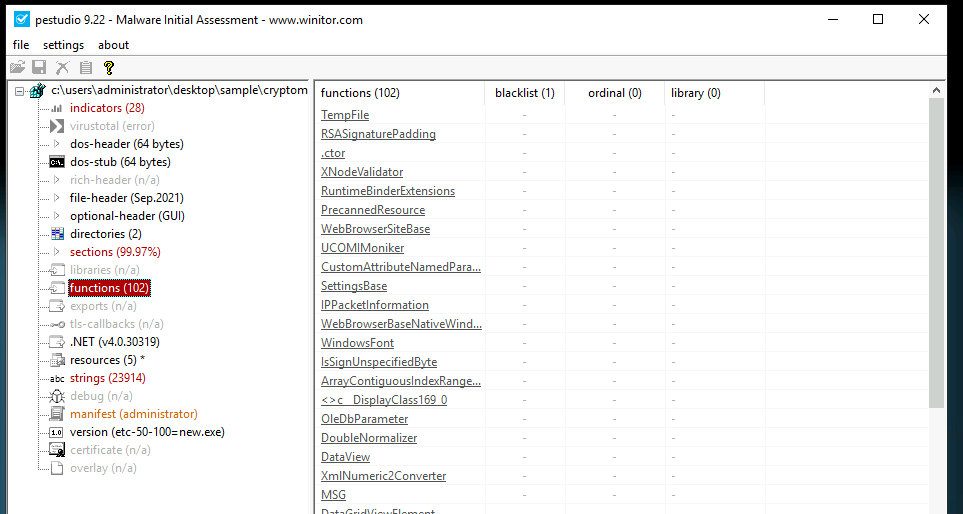 pestudio 9.22 - Malware Initial Assessment - www.winitor.com
file settings about
c:\users\administrator\desktop\sample\cryptom
indicators (28)
virustotal (error)
dos-header (64 bytes)
dos-stub (64 bytes)
rich-header (n/a)
file-header (Sep.2021)
optional-header (GUI)
directories (2)
sections (99.97%)
libraries (n/a)
functions (102)
exports (n/a)
tls-callbacks (n/a)
.NET (v4.0.30319)
resources (5) *
abc strings (23914)
debug (n/a)
manifest (administrator)
1.0 version (etc-50-100=new.exe)
certificate (n/a)
overlay (n/a)
functions (102) blacklist (1) ordinal (0) library (0)
TempFile - - -
RSASignaturePadding - - -
.ctor - - -
XNodeValidator - - -
RuntimeBinderExtensions - - -
PrecannedResource - - -
WebBrowserSiteBase - - -
UCOMIMoniker - - -
CustomAttributeNamedPara... - - -
SettingsBase - - -
IPPacketInformation - - -
WebBrowserBaseNativeWind... - - -
WindowsFont - - -
IsSignUnspecifiedByte - - -
ArrayContiguousIndexRange... - - -
<>c__DisplayClass169_0 - - -
OleDbParameter - - -
DoubleNormalizer - - -
DataView - - -
XmlNumeric2Converter - - -
MSG - - -
DataGridViewElement